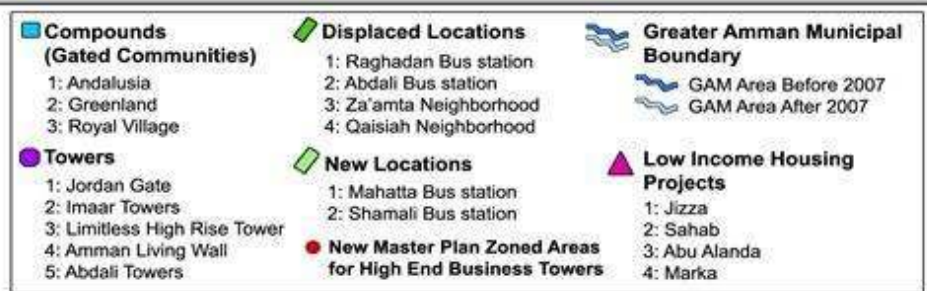 Compounds
(Gated Communities)
1: Andalusia
2: Greenland
3: Royal Village
Towers
1: Jordan Gate
2: Imaar Towers
3: Limitless High Rise Tower
4: Amman Living Wall
5: Abdali Towers
Displaced Locations
1: Raghadan Bus station
2: Abdali Bus station
3: Za'amta Neighborhood
4: Qaisiah Neighborhood
New Locations
1: Mahatta Bus station
2: Shamali Bus station
New Master Plan Zoned Areas
for High End Business Towers
Greater Amman Municipal
Boundary
GAM Area Before 2007
GAM Area After 2007
Low Income Housing
Projects
1: Jizza
2: Sahab
3: Abu Alanda
4: Marka